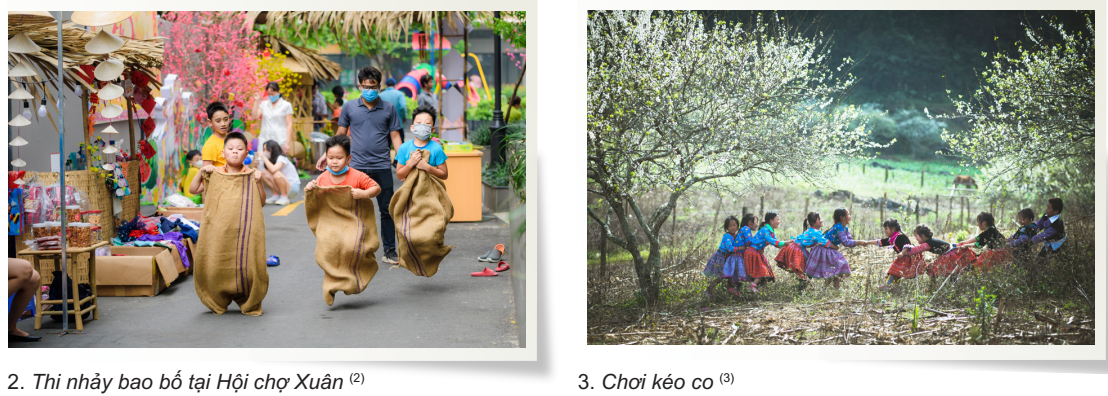 2. Thi nhảy bao bố tại Hội chợ Xuân (2)
3. Chơi kéo co (3)